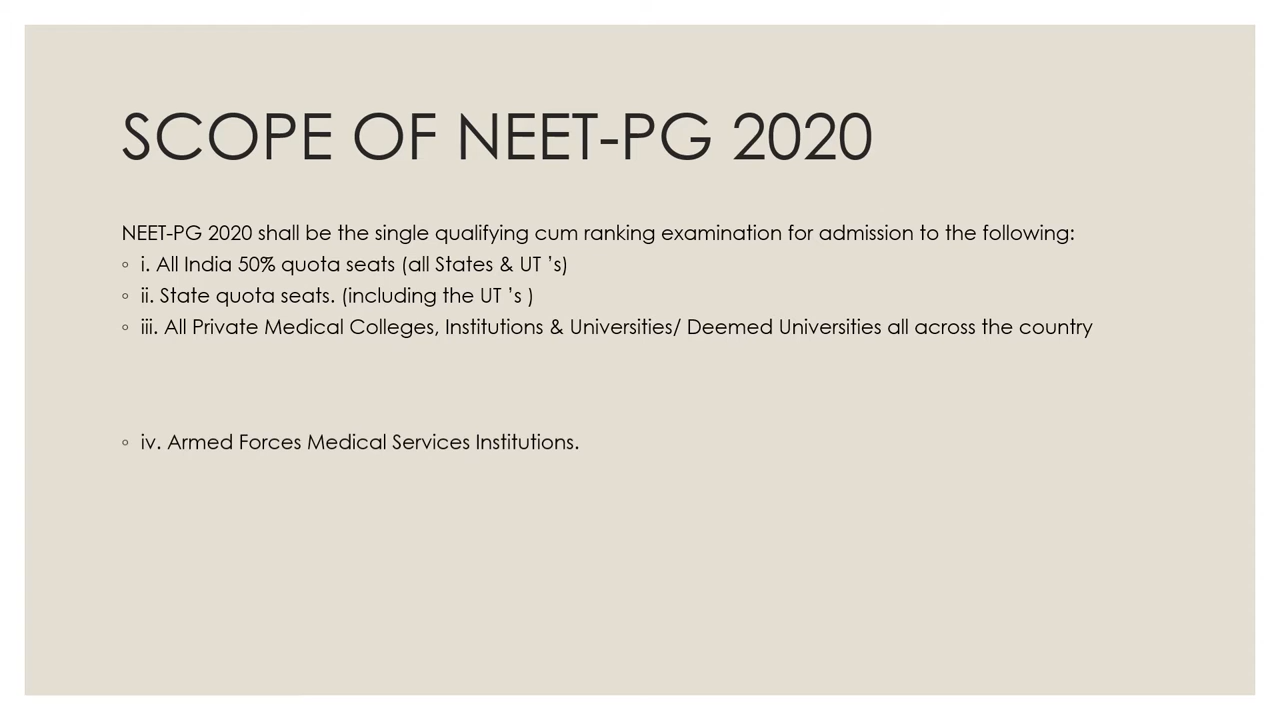 SCOPE OF NEET-PG 2020
NEET-PG 2020 shall be the single qualifying cum ranking examination for admission to the following:
◦ i. All India 50% quota seats (all States & UT ’s)
◦ ii. State quota seats. (including the UT ’s )
◦ iii. All Private Medical Colleges, Institutions & Universities/ Deemed Universities all across the country
◦ iv. Armed Forces Medical Services Institutions.